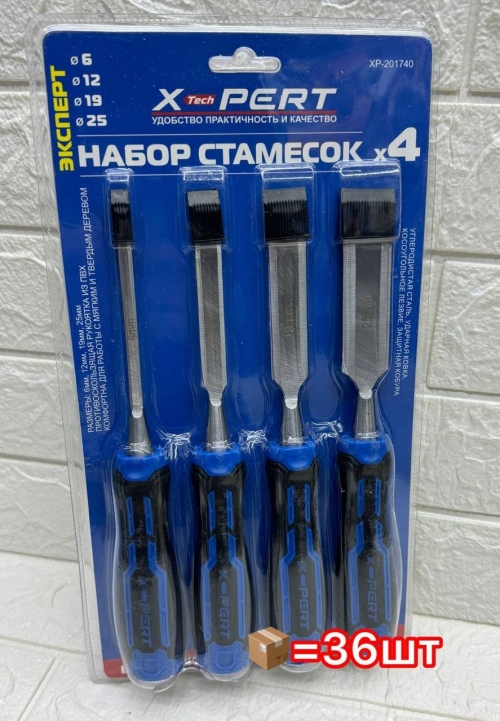 XP-201740
ЭКСПЕРТ
ø 6
ø 12
ø 19
ø 25
X-Tech PERT
УДОБСТВО ПРАКТИЧНОСТЬ И КАЧЕСТВО
НАБОР СТАМЕСОК x4
РАЗМЕРЫ: 6мм, 12мм, 19мм, 25мм
ПРОТИВОСКОЛЬЗЯЩАЯ РУКОЯТКА ИЗ ПВХ
КОМФОРТНА ДЛЯ РАБОТЫ С МЯГКИМ И ТВЕРДЫМ ДЕРЕВОМ
УГЛЕРОДИСТАЯ СТАЛЬ, УДАРНАЯ КОВКА
КОСОУГОЛЬНОЕ ЛЕЗВИЕ, ЗАЩИТНАЯ КОБУРА
X-PERT
X-PERT
X-PERT
X-PERT
=36шт